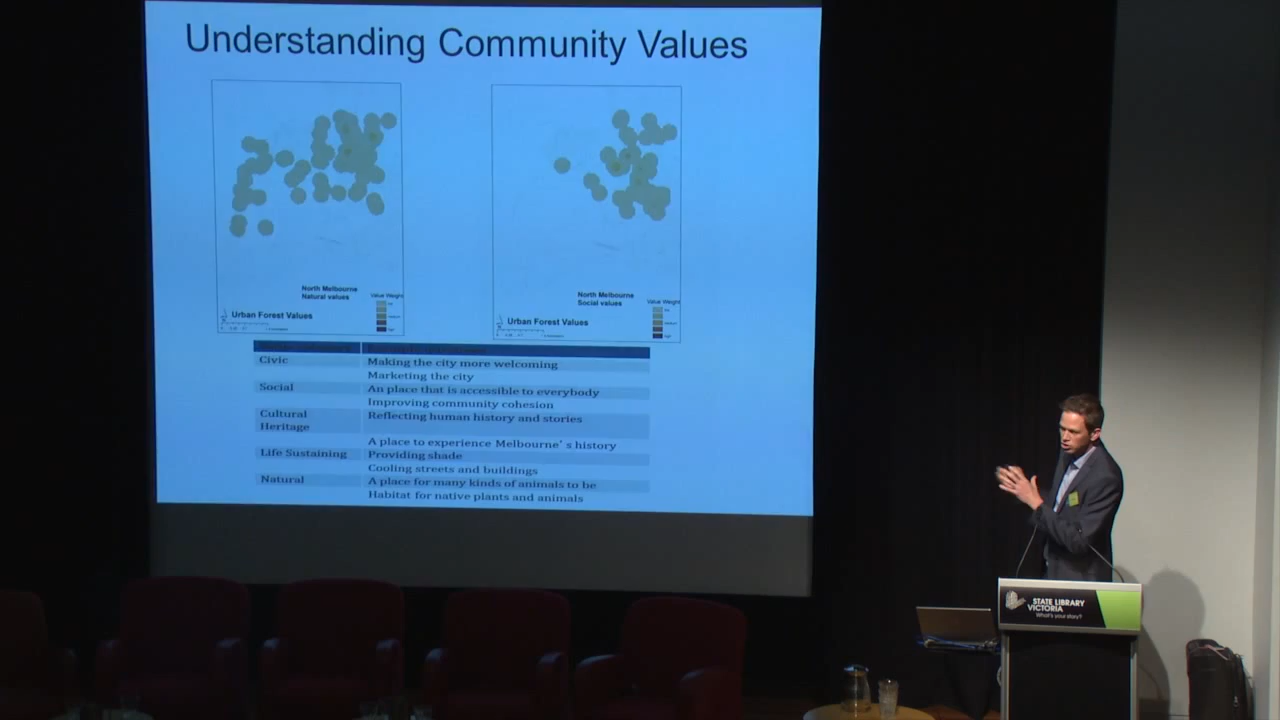 Understanding Community Values
North Melbourne
Natural values
Value Weight
Urban Forest Values
North Melbourne
Social values
Value Weight
Urban Forest Values
Civic
Making the city more welcoming
Marketing the city
Social
An place that is accessible to everybody
Improving community cohesion
Cultural
Heritage
Reflecting human history and stories
A place to experience Melbourne's history
Life Sustaining
Providing shade
Cooling streets and buildings
Natural
A place for many kinds of animals to be
Habitat for native plants and animals
STATE LIBRARY
VICTORIA
What's your story?